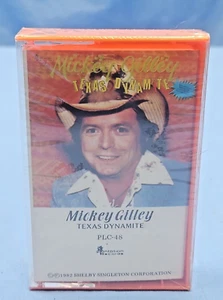 Mickey Gilley
TEXAS DYNAMITE
Mickey Gilley
TEXAS DYNAMITE
PLC-48
©℗1982 SHELBY SINGLETON CORPORATION